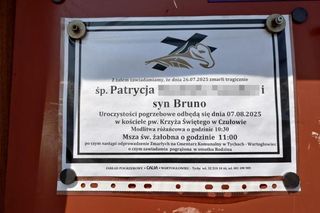 Z żalem zawiadamiamy, że dnia 26.07.2025 zmarli tragicznie
śp. Patrycja i
syn Bruno
Uroczystości pogrzebowe odbędą się dnia 07.08.2025
w kościele pw. Krzyża Świętego w Czułowie
Modlitwa różańcowa o godzinie 10:30
Msza św. żałobna o godzinie 11:00
po czym nastąpi odprowadzenie Zmarłych na Cmentarz Komunalny w Tychach - Wartogłowiec
o czym zawiadamia pogrążona w smutku Rodzina
ZAKŁAD POGRZEBOWY